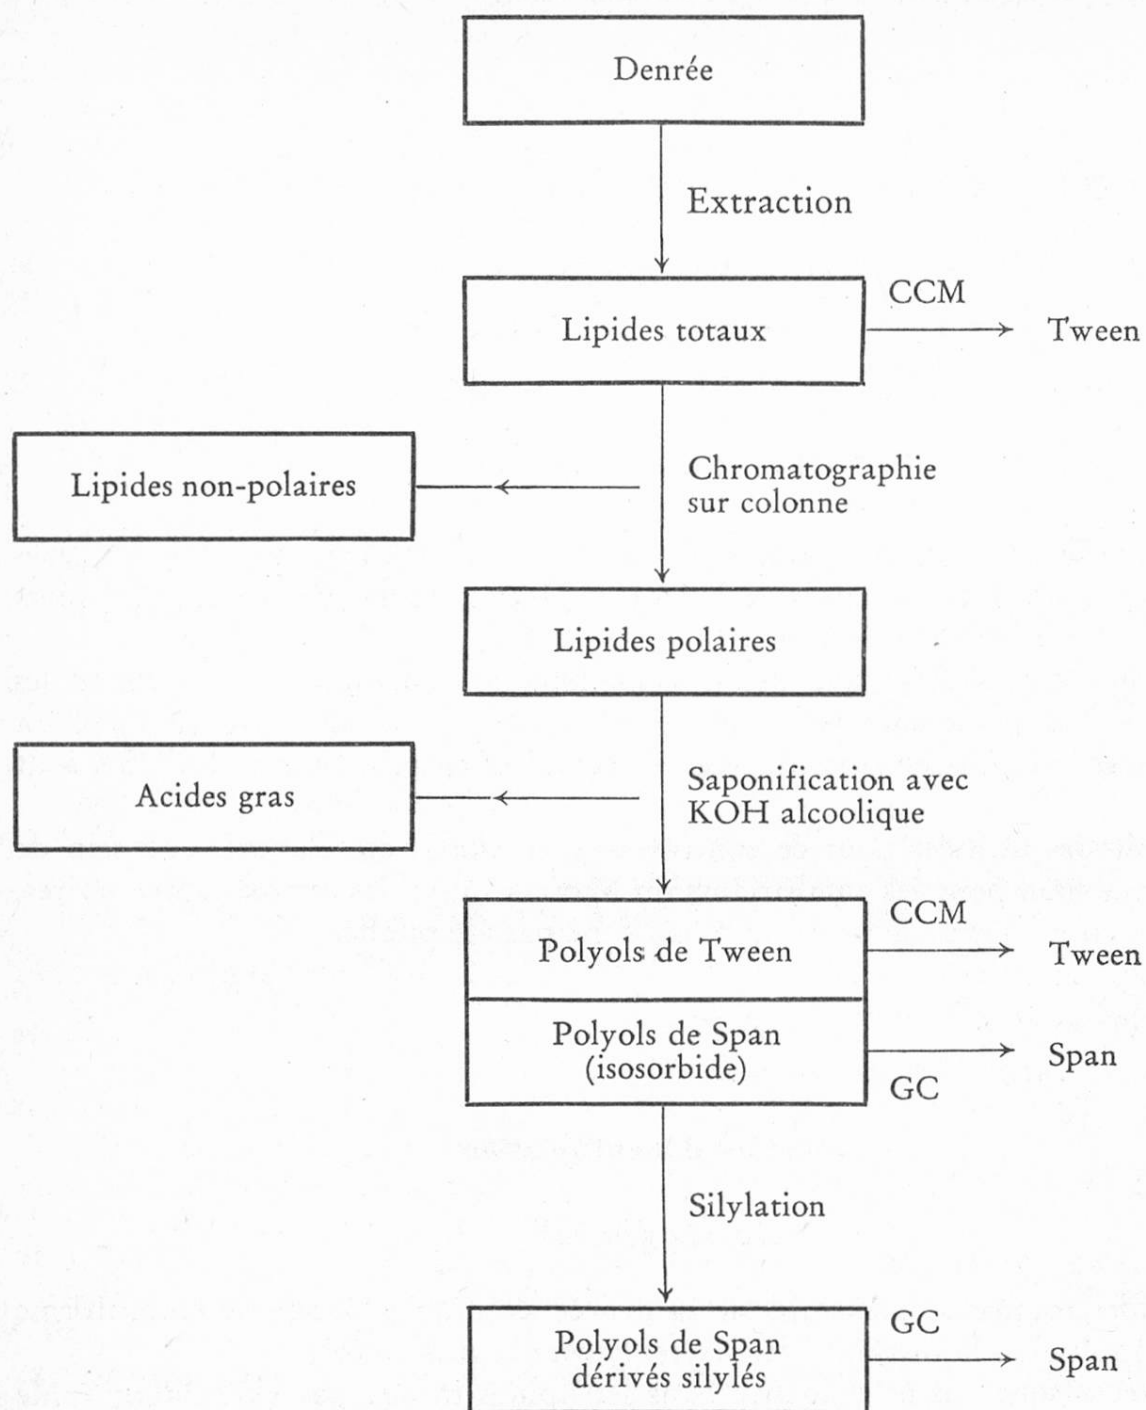 Denrée
Extraction
CCM
Lipides totaux
Tween
Lipides non-polaires
Chromatographie
sur colonne
Lipides polaires
Acides gras
Saponification avec
KOH alcoolique
CCM
Polyols de Tween
Tween
Polyols de Span
(isosorbide)
Span
GC
Silylation
GC
Polyols de Span
dérivés silylés
Span